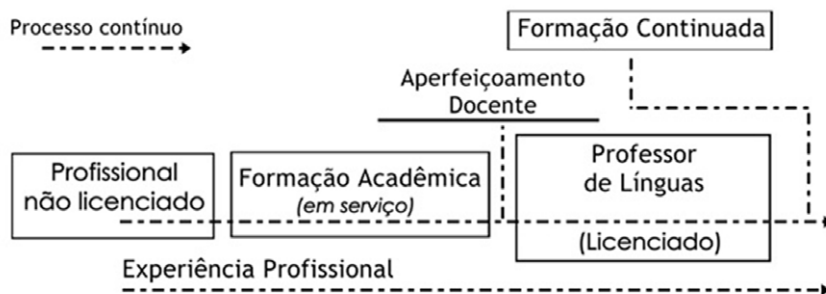 Processo contínuo
Formação Continuada
Aperfeiçoamento
Docente
Profissional
não licenciado
Formação Acadêmica
(em serviço)
Professor
de Línguas
(Licenciado)
Experiência Profissional